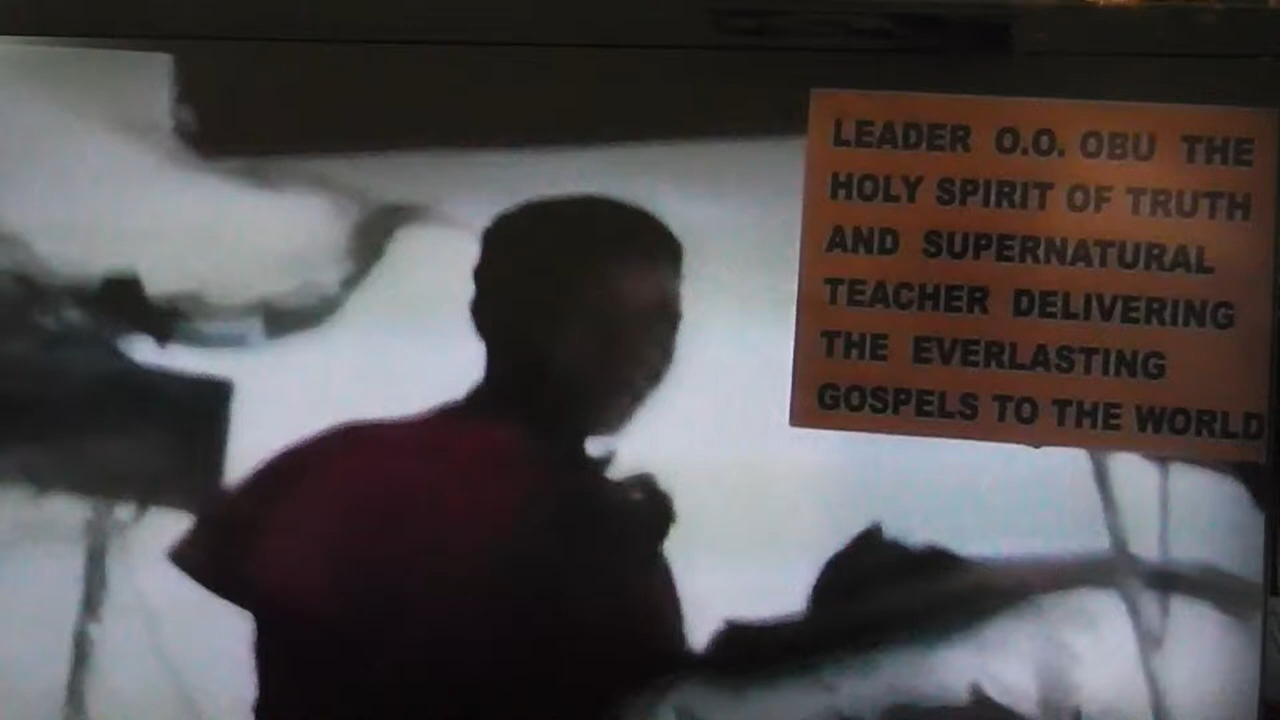 LEADER O.O. OBU THE
HOLY SPIRIT OF TRUTH
AND SUPERNATURAL
TEACHER DELIVERING
THE EVERLASTING
GOSPELS TO THE WORLD